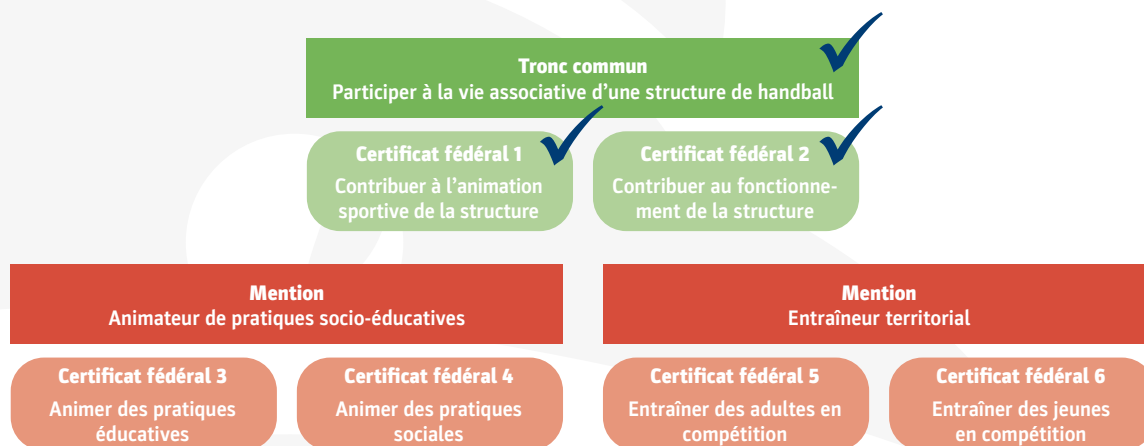 Tronc commun
Participer à la vie associative d’une structure de handball
Certificat fédéral 1
Contribuer à l’animation
sportive de la structure
Certificat fédéral 2
Contribuer au fonctionne-
ment de la structure
Mention
Animateur de pratiques socio-éducatives
Mention
Entraîneur territorial
Certificat fédéral 3
Animer des pratiques
éducatives
Certificat fédéral 4
Animer des pratiques
sociales
Certificat fédéral 5
Entraîner des adultes en
compétition
Certificat fédéral 6
Entraîner des jeunes
en compétition